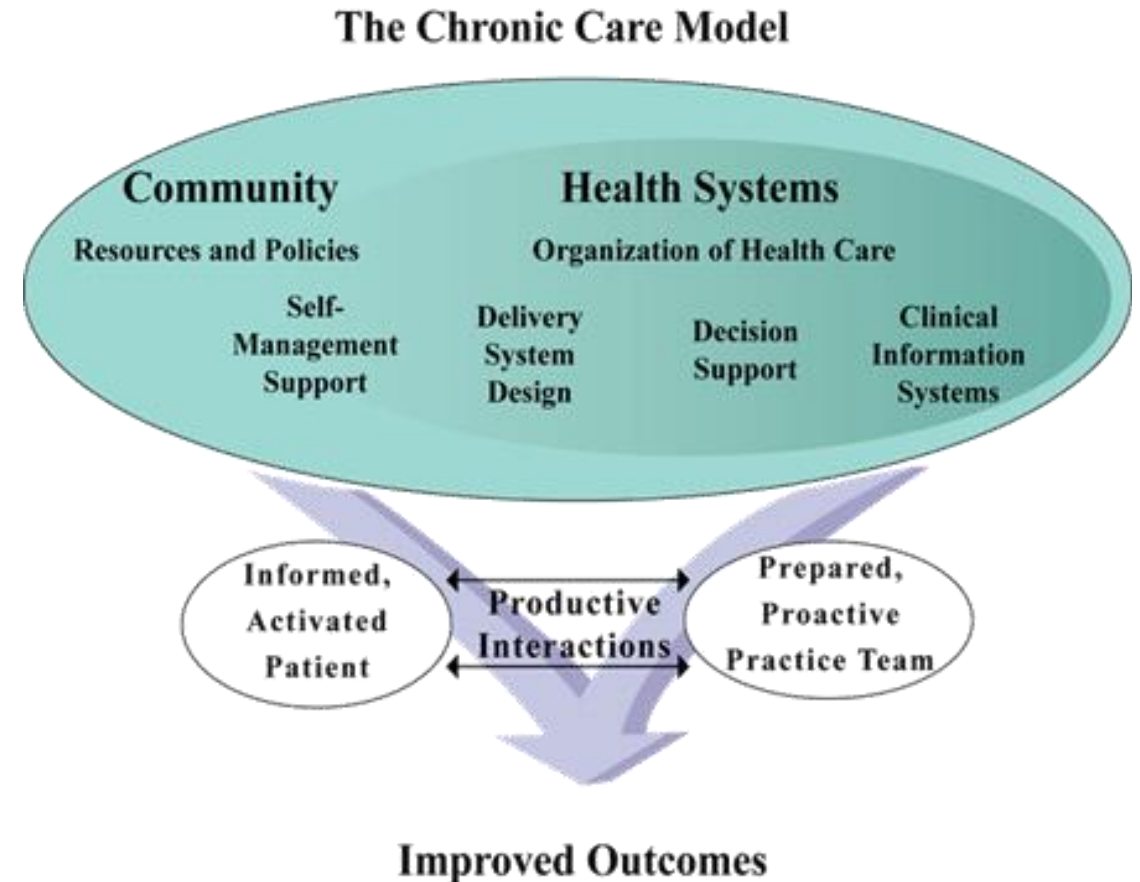 The Chronic Care Model
Community
Health Systems
Resources and Policies
Organization of Health Care
Self-
Management
Support
Delivery
System
Design
Decision
Support
Clinical
Information
Systems
Informed,
Activated
Patient
Productive
Interactions
Prepared,
Proactive
Practice Team
Improved Outcomes